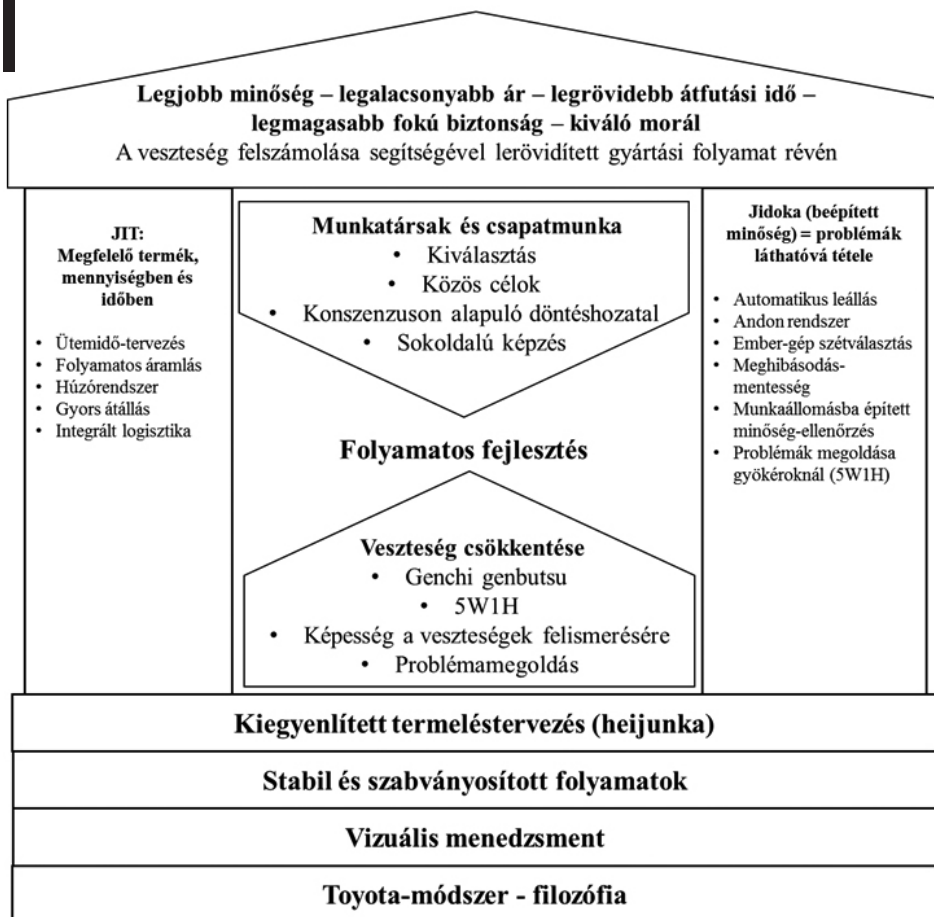 Legjobb minőség – legalacsonyabb ár – legrövidebb átfutási idő –
legmagasabb fokú biztonság – kiváló morál
A veszteség felszámolása segítségével lerövidített gyártási folyamat révén
JIT:
Megfelelő termék,
mennyiségben és
időben
• Ütemidő-tervezés
• Folyamatos áramlás
• Húzórendszer
• Gyors átállás
• Integrált logisztika
Munkatársak és csapatmunka
• Kiválasztás
• Közös célok
• Konszenzuson alapuló döntéshozatal
• Sokoldalú képzés
Folyamatos fejlesztés
Veszteség csökkentése
• Genchi genbutsu
• 5W1H
• Képesség a veszteségek felismerésére
• Problémamegoldás
Jidoka (beépített
minőség) = problémák
láthatóvá tétele
• Automatikus leállás
• Andon rendszer
• Ember-gép szétválasztás
• Meghibásodás-
mentesség
• Munkaállomásba épített
minőség-ellenőrzés
• Problémák megoldása
gyökéroknál (5W1H)
Kiegyenlített termeléstervezés (heijunka)
Stabil és szabványosított folyamatok
Vizuális menedzsment
Toyota-módszer - filozófia